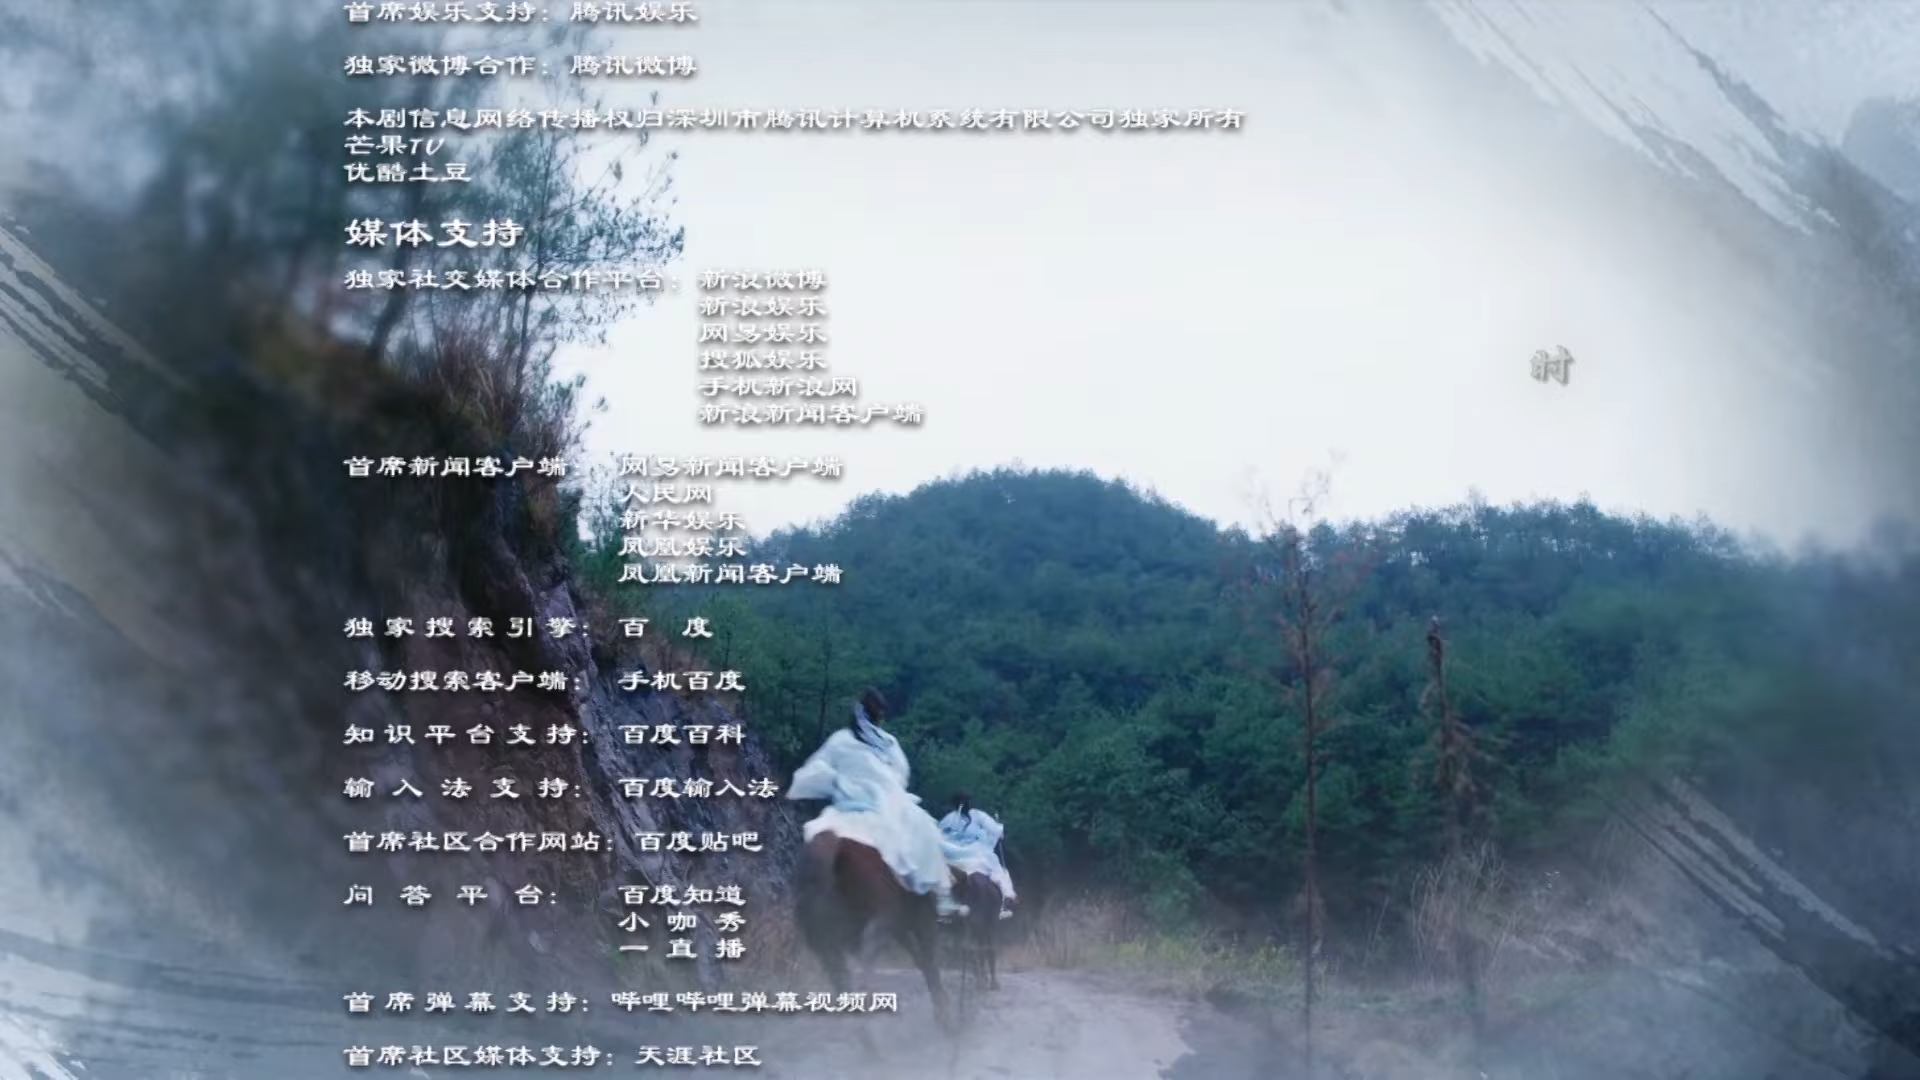 首席娱乐支持：腾讯娱乐
独家微博合作：腾讯微博
本剧信息网络传播权归深圳市腾讯计算机系统有限公司独家所有
芒果TV
优酷土豆
媒体支持
独家社交媒体合作平台：新浪微博
新浪娱乐
网易娱乐
搜狐娱乐
手机新浪网
新浪新闻客户端
时
首席新闻客户端：网易新闻客户端
人民网
新华娱乐
凤凰娱乐
凤凰新闻客户端
独家搜索引擎：百 度
移动搜索客户端：手机百度
知识平台支持：百度百科
输入法支持：百度输入法
首席社区合作网站：百度贴吧
问答平台：百度知道
小咖秀
一直播
首席弹幕支持：哔哩哔哩弹幕视频网
首席社区媒体支持：天涯社区